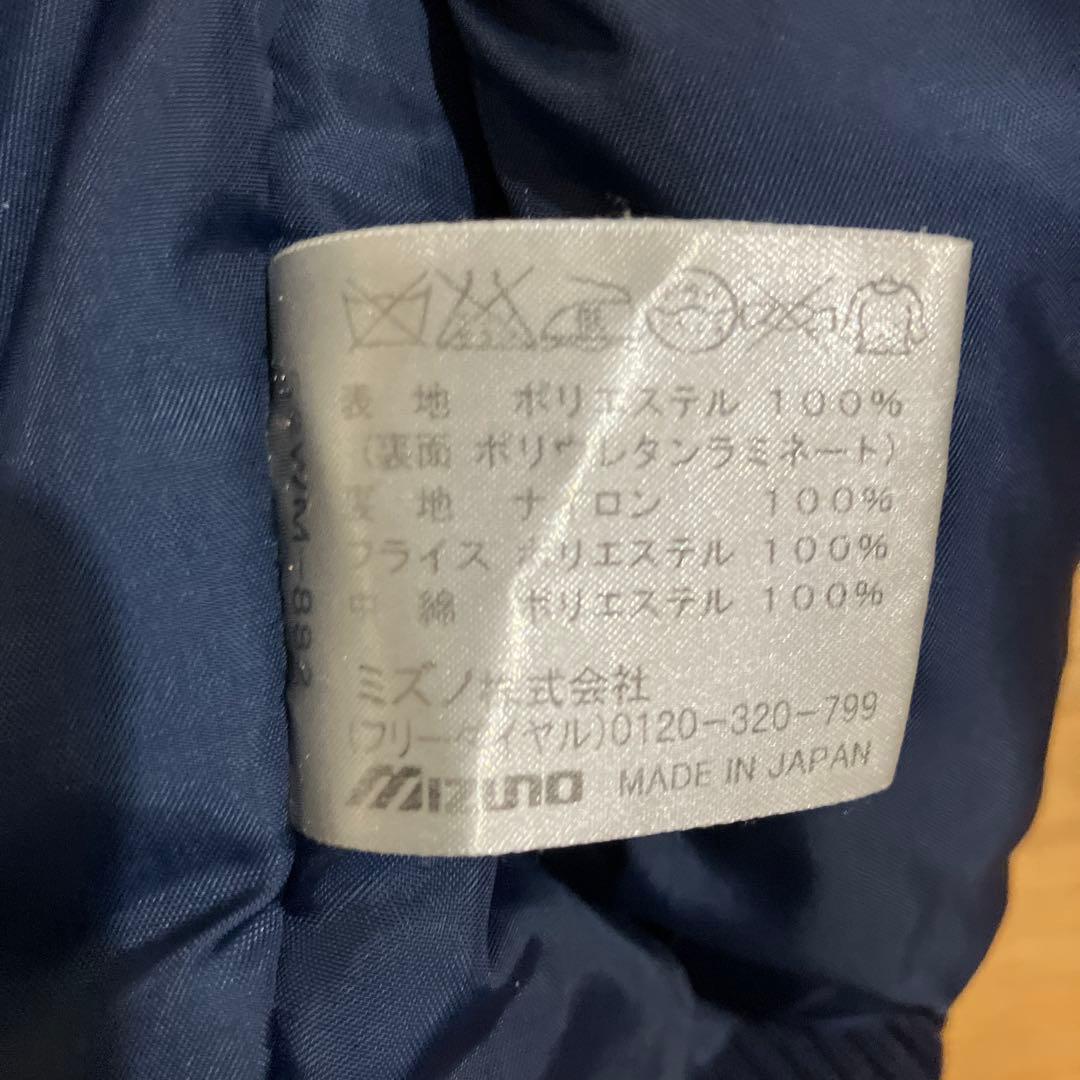 表 地 ポリエステル 100%
(裏面 ポリウレタンラミネート)
裏 地 ナイロン 100%
フライス ポリエステル 100%
中 綿 ポリエステル 100%
ミズノ株式会社
(フリーダイヤル)0120-320-799
MIZUNO MADE IN JAPAN